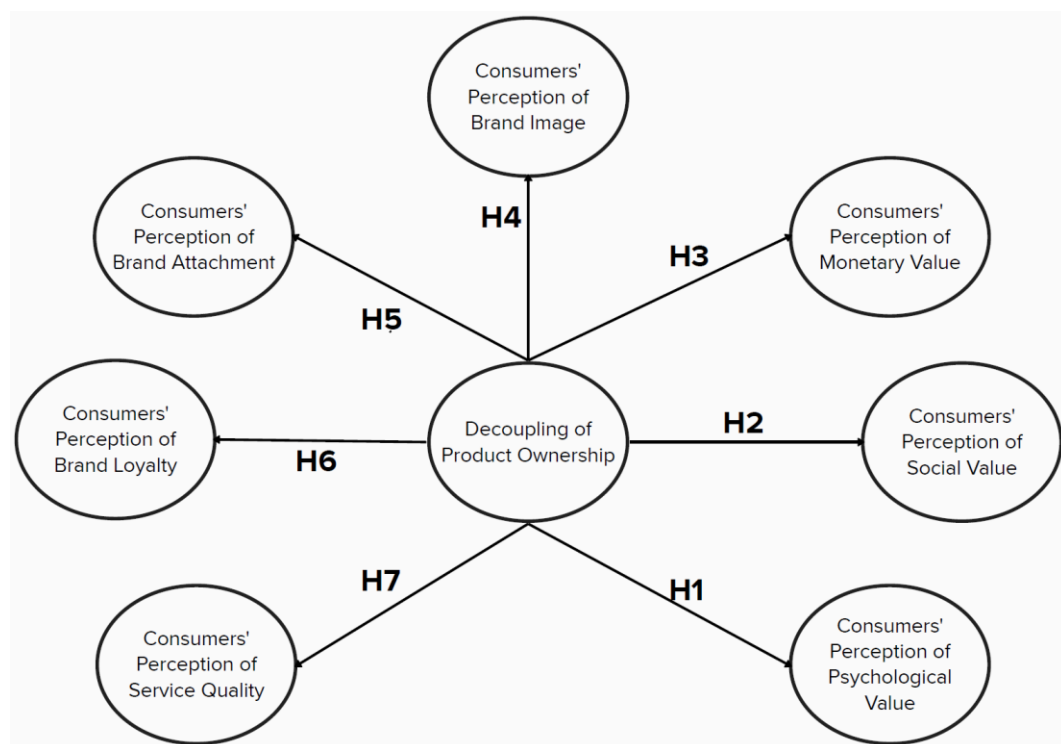 Consumers'
Perception of
Brand Image
Consumers'
Perception of
Brand Attachment
H4
Consumers'
Perception of
Monetary Value
H3
H5
Consumers'
Perception of
Brand Loyalty
H6
Decoupling of
Product Ownership
H2
Consumers'
Perception of
Social Value
H7
H1
Consumers'
Perception of
Service Quality
Consumers'
Perception of
Psychological
Value